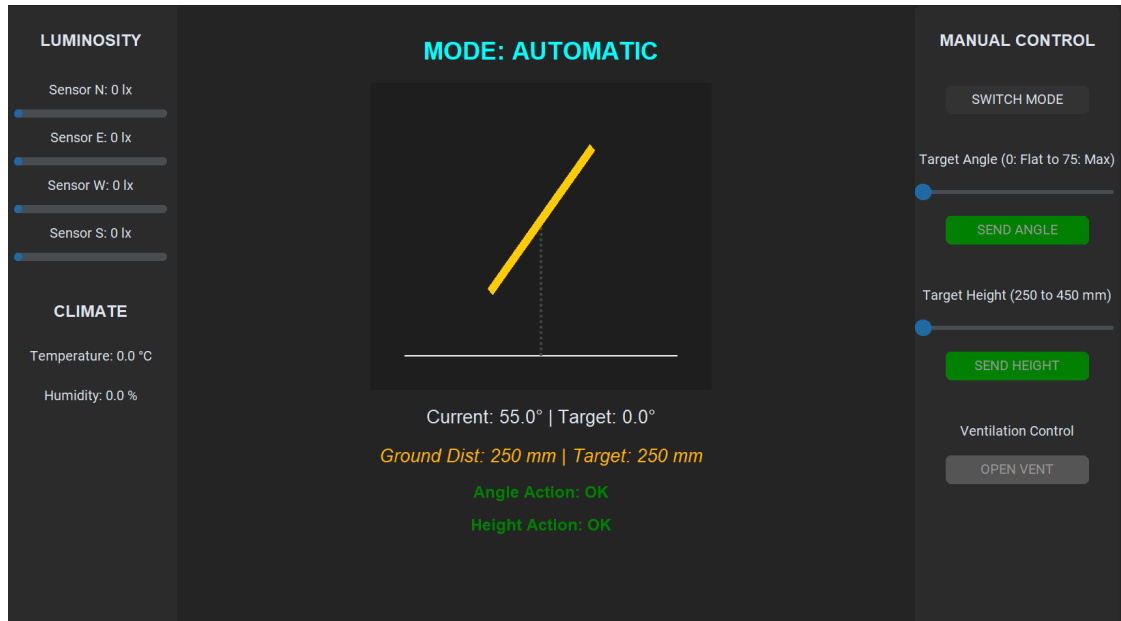 LUMINOSITY
Sensor N: 0 lx
Sensor E: 0 lx
Sensor W: 0 lx
Sensor S: 0 lx
CLIMATE
Temperature: 0.0 °C
Humidity: 0.0 %
MODE: AUTOMATIC
Current: 55.0° | Target: 0.0°
Ground Dist: 250 mm | Target: 250 mm
Angle Action: OK
Height Action: OK
MANUAL CONTROL
SWITCH MODE
Target Angle (0: Flat to 75: Max)
SEND ANGLE
Target Height (250 to 450 mm)
SEND HEIGHT
Ventilation Control
OPEN VENT